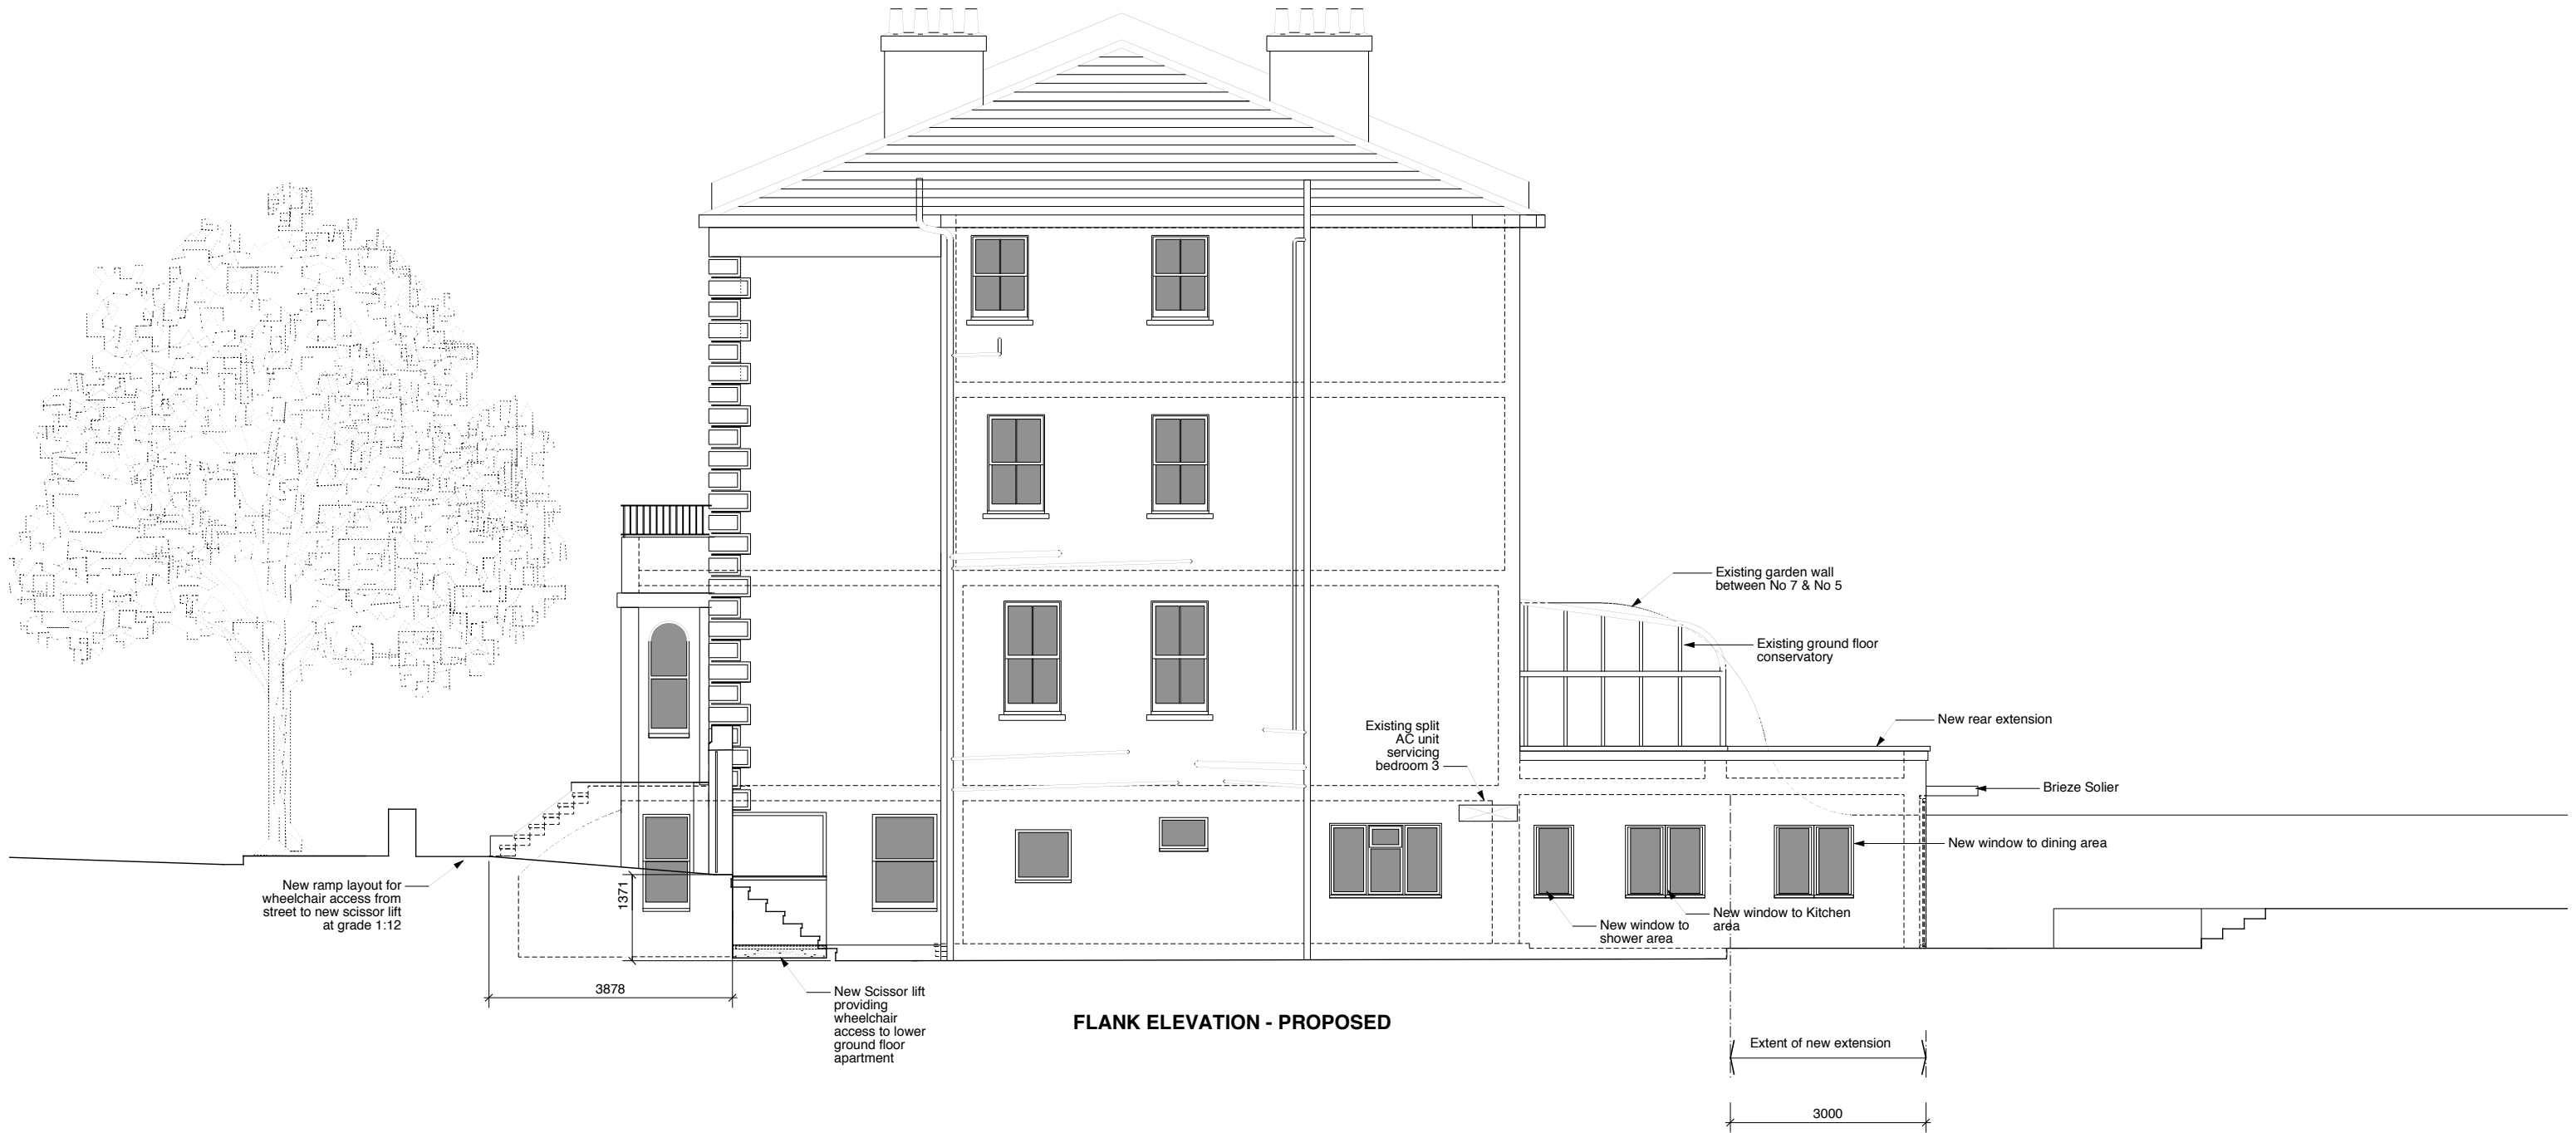 Existing garden wall
between No 7 & No 5
Existing ground floor
conservatory
New rear extension
Existing split
AC unit
servicing
bedroom 3
Brieze Solier
New window to dining area
New ramp layout for
wheelchair access from
street to new scissor lift
at grade 1:12
1371
New window to Kitchen
area
New window to
shower area
3878
New Scissor lift
providing
wheelchair
access to lower
ground floor
apartment
FLANK ELEVATION - PROPOSED
Extent of new extension
3000